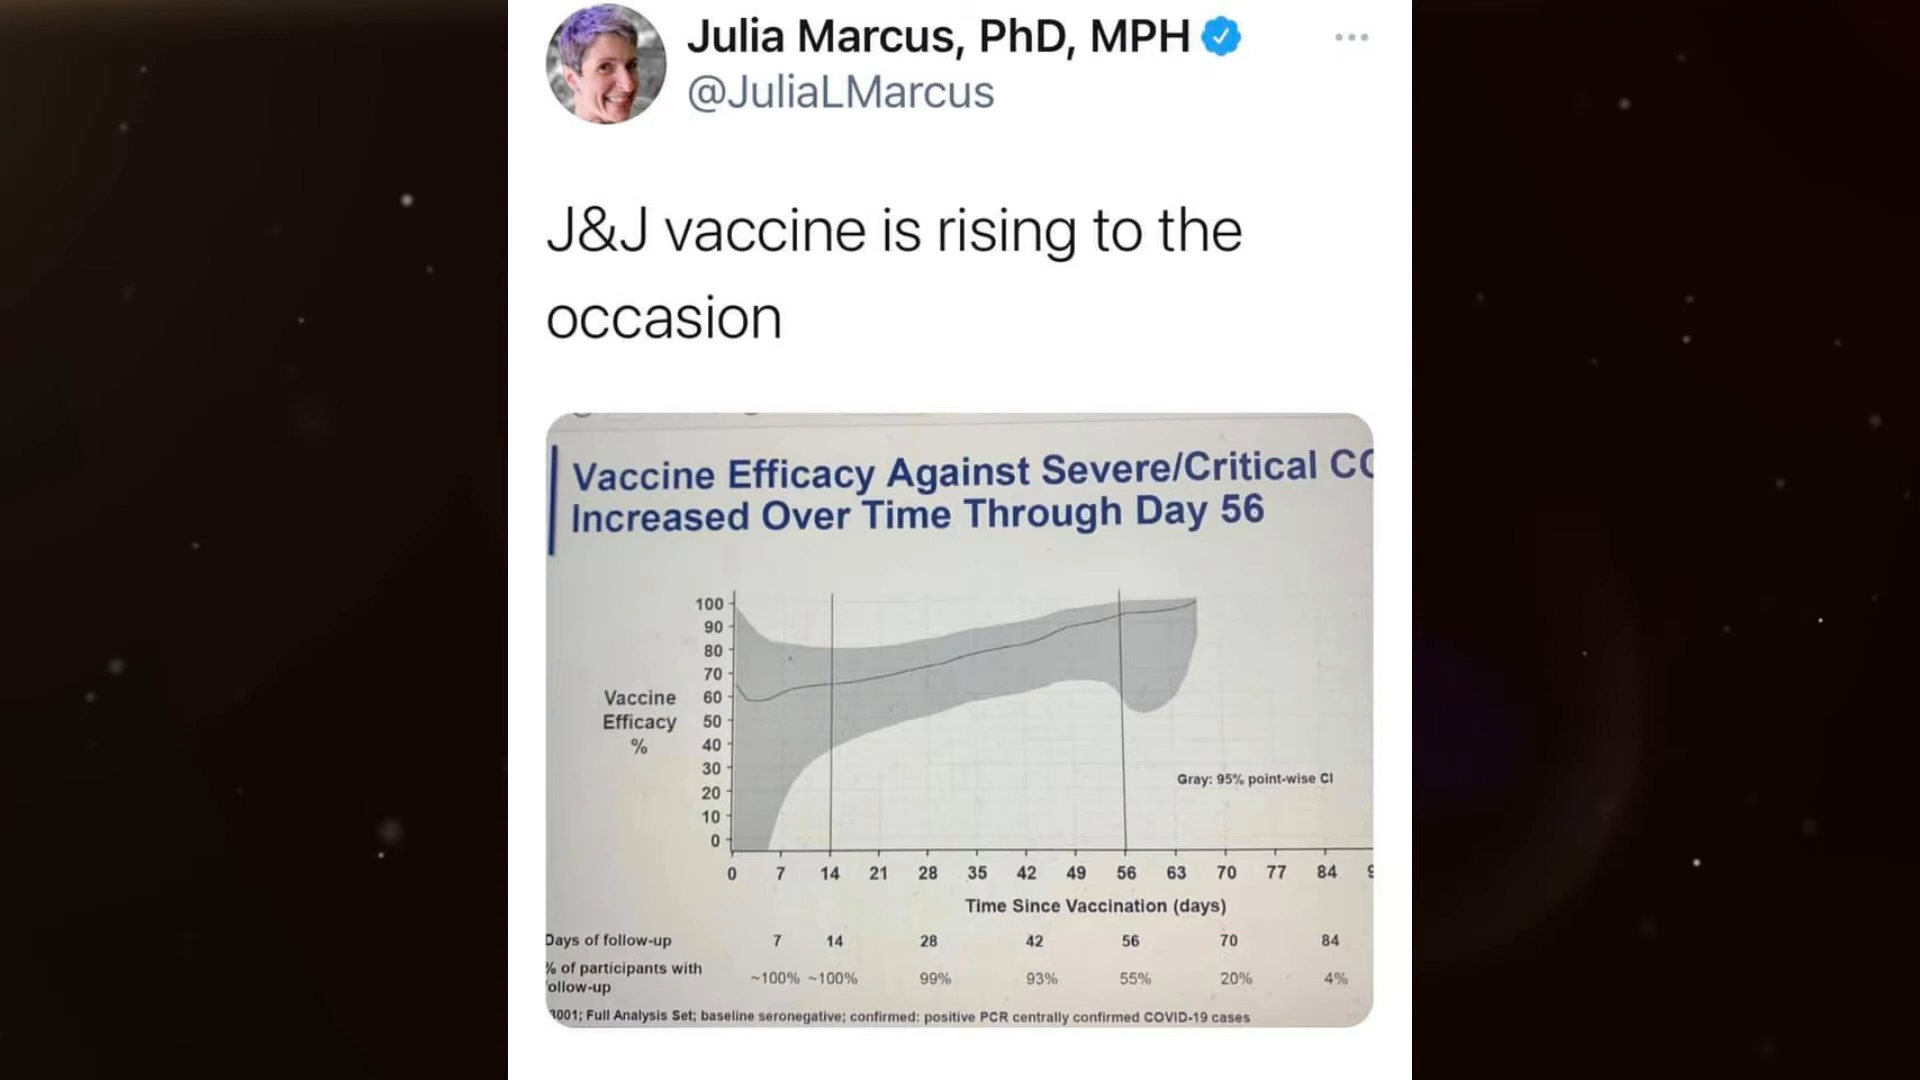 Julia Marcus, PhD, MPH
@JuliaLMarcus
J&J vaccine is rising to the
occasion
Vaccine Efficacy Against Severe/Critical CO
Increased Over Time Through Day 56
100
90
80
70
60
50
40
30
20
10
0
Vaccine
Efficacy
%
Gray: 95% point-wise CI
0 7 14 21 28 35 42 49 56 63 70 77 84 9
Time Since Vaccination (days)
Days of follow-up 7 14 28 42 56 70 84
% of participants with
follow-up ~100% ~100% 99% 93% 55% 20% 4%
3001; Full Analysis Set; baseline seronegative; confirmed: positive PCR centrally confirmed COVID-19 cases